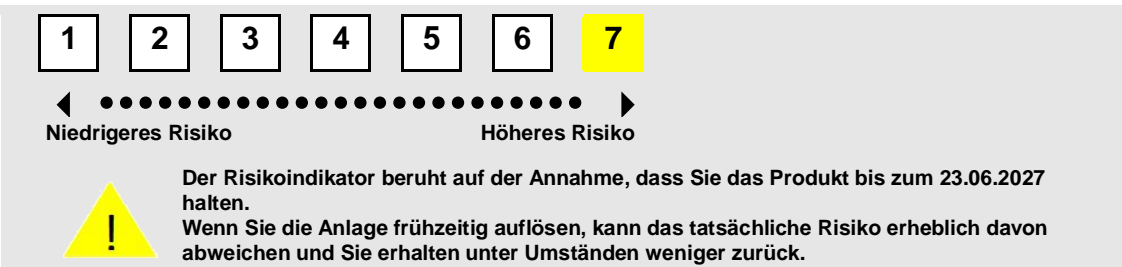 1 2 3 4 5 6 7
Niedrigeres Risiko Höheres Risiko
Der Risikoindikator beruht auf der Annahme, dass Sie das Produkt bis zum 23.06.2027
halten.
Wenn Sie die Anlage frühzeitig auflösen, kann das tatsächliche Risiko erheblich davon
abweichen und Sie erhalten unter Umständen weniger zurück.
!